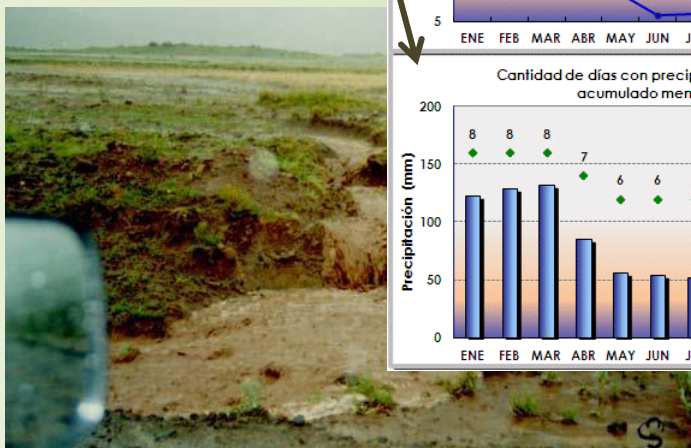 5
ENE FEB MAR ABR MAY JUN
Cantidad de días con
acumulado
Precipitación (mm)
200
150
100
50
0
8 8 8 7 6 6
ENE FEB MAR ABR MAY JUN